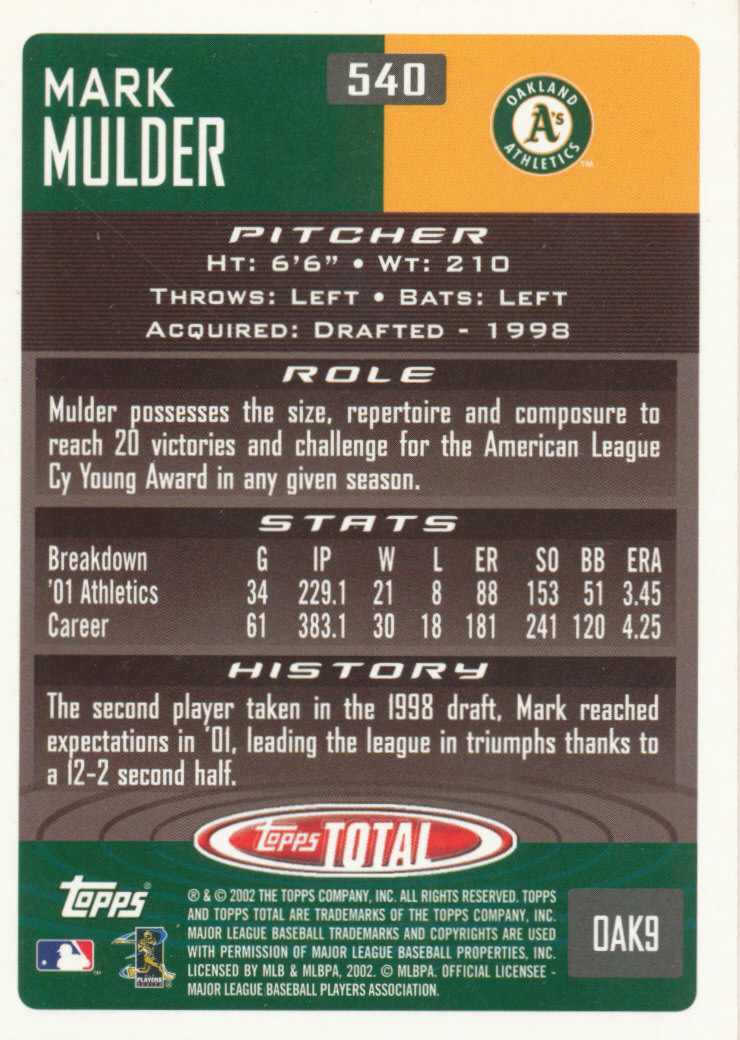 MARK
MULDER
540
OAKLAND
A's
ATHLETICS
™
PITCHER
HT: 6'6" • WT: 210
THROWS: LEFT • BATS: LEFT
ACQUIRED: DRAFTED - 1998
ROLE
Mulder possesses the size, repertoire and composure to
reach 20 victories and challenge for the American League
Cy Young Award in any given season.
STATS
Breakdown G IP W L ER SO BB ERA
'01 Athletics 34 229.1 21 8 88 153 51 3.45
Career 61 383.1 30 18 181 241 120 4.25
HISTORY
The second player taken in the 1998 draft, Mark reached
expectations in '01, leading the league in triumphs thanks to
a 12-2 second half.
Topps TOTAL
Topps®
® & © 2002 THE TOPPS COMPANY, INC. ALL RIGHTS RESERVED. TOPPS
AND TOPPS TOTAL ARE TRADEMARKS OF THE TOPPS COMPANY, INC.
MAJOR LEAGUE BASEBALL TRADEMARKS AND COPYRIGHTS ARE USED
WITH PERMISSION OF MAJOR LEAGUE BASEBALL PROPERTIES, INC.
LICENSED BY MLB & MLBPA, 2002. © MLBPA. OFFICIAL LICENSEE -
MAJOR LEAGUE BASEBALL PLAYERS ASSOCIATION.
OAK9
PLAYERS
CHOICE